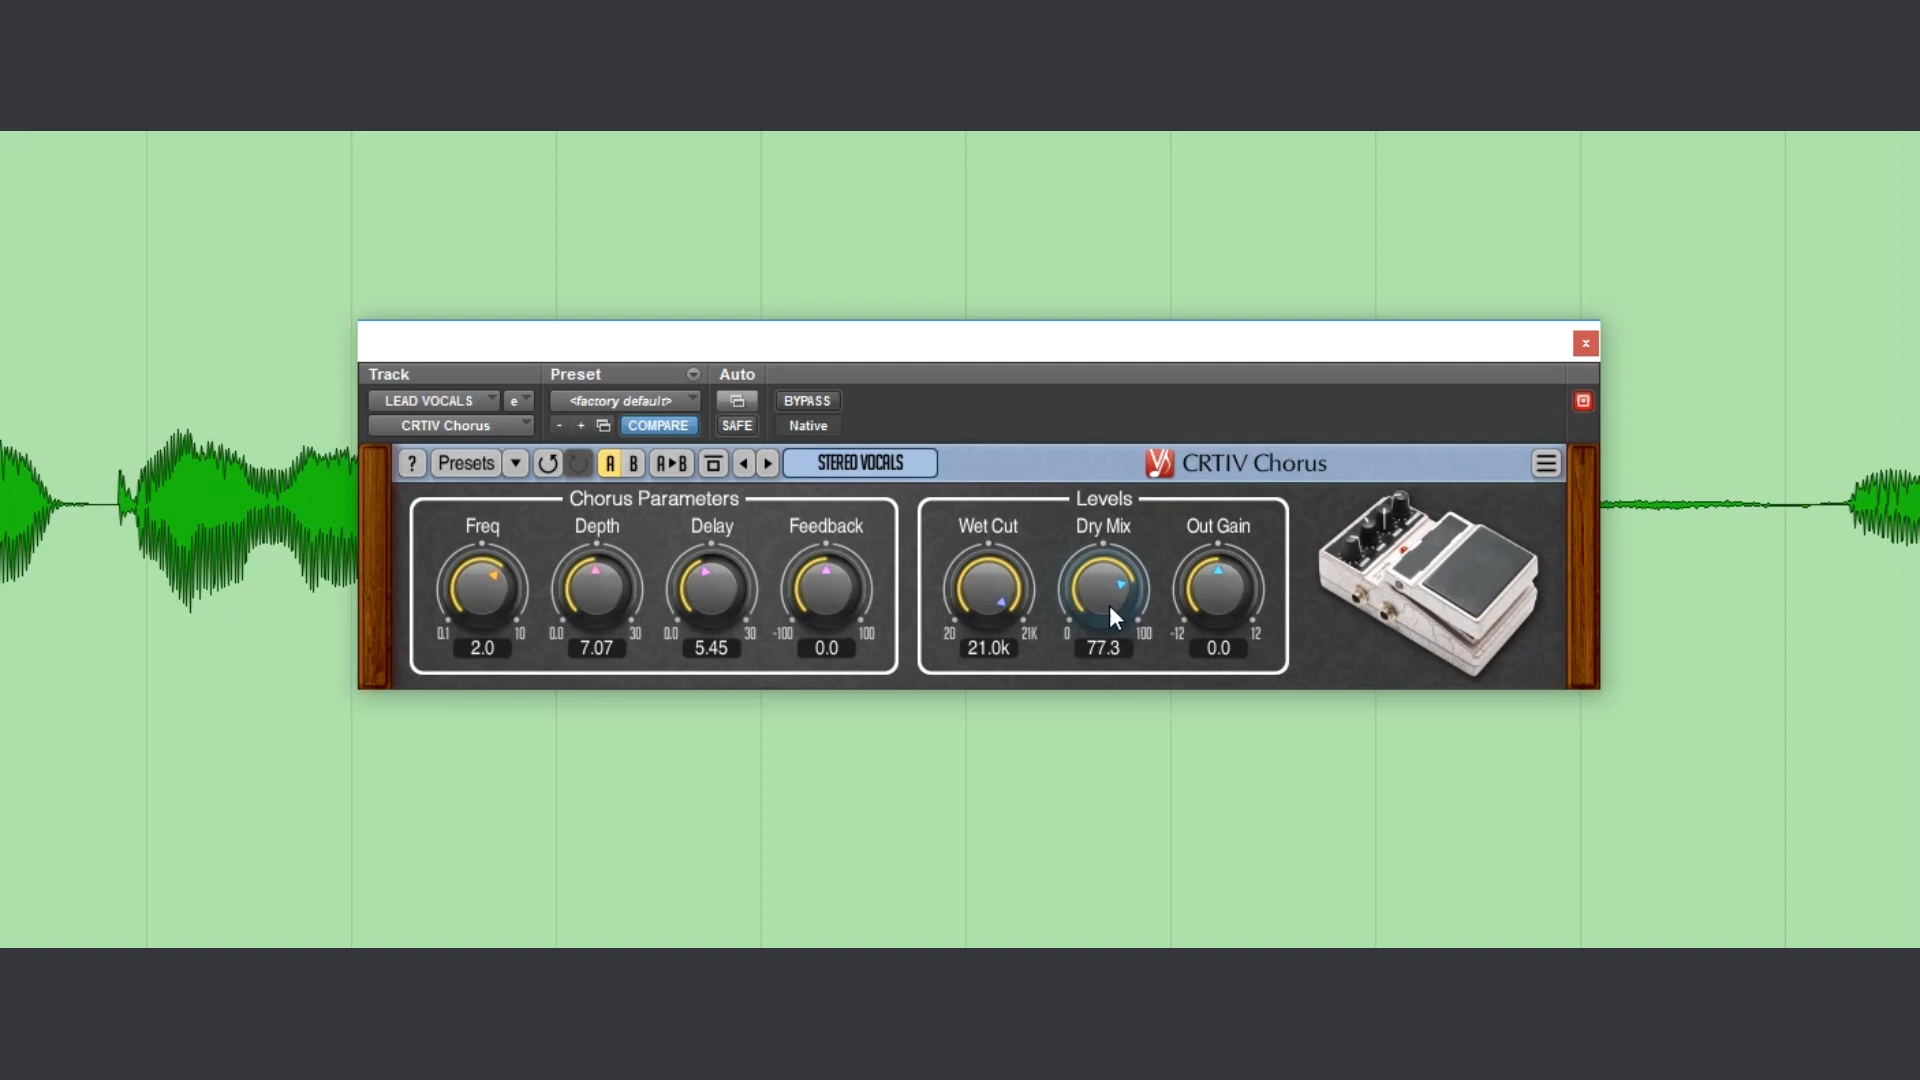 x
Track Preset Auto
LEAD VOCALS e <factory default> BYPASS
CRTIV Chorus - + COMPARE SAFE Native
? Presets A B A▸B STEREO VOCALS CRTIV Chorus
Chorus Parameters Levels
Freq Depth Delay Feedback Wet Cut Dry Mix Out Gain
0.1 10 0.0 30 0.0 30 -100 100 20 21K 0 100 -12 12
2.0 7.07 5.45 0.0 21.0k 77.3 0.0